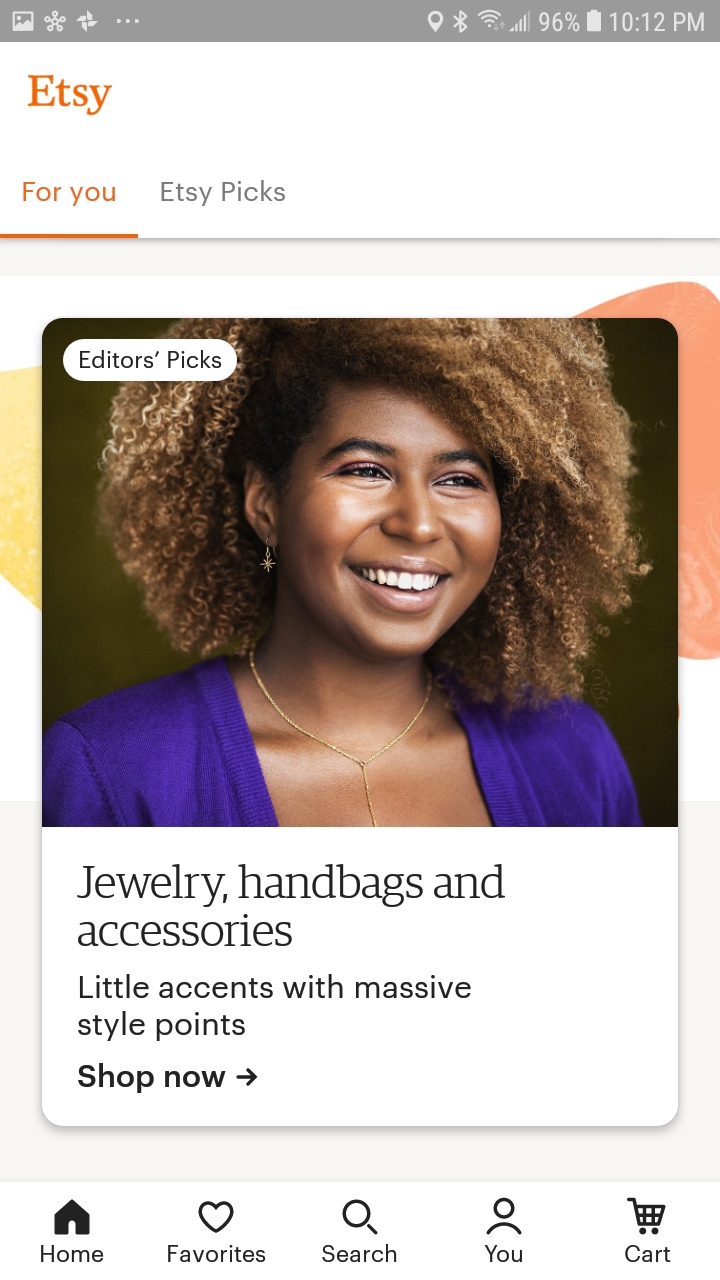 96% 10:12 PM
Etsy
For you Etsy Picks
Editors’ Picks
Jewelry, handbags and
accessories
Little accents with massive
style points
Shop now →
Home Favorites Search You Cart